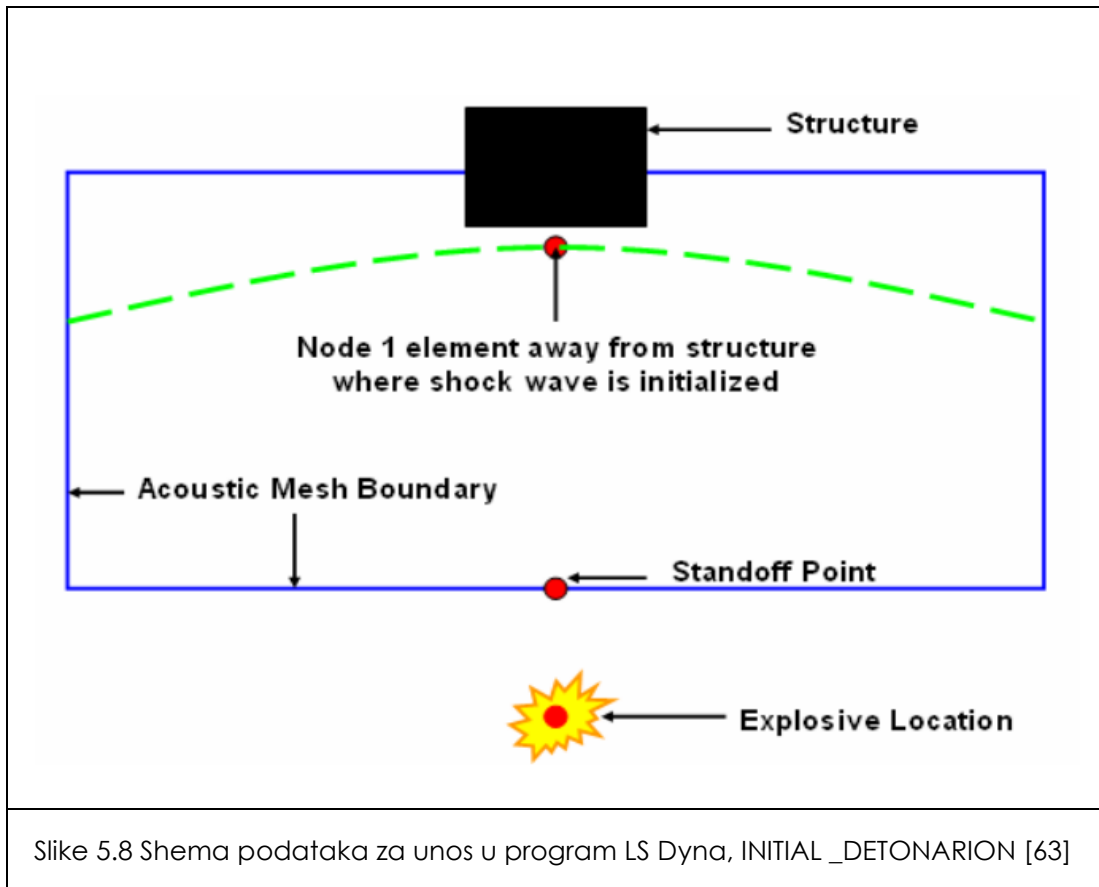 Structure
Node 1 element away from structure
where shock wave is initialized
Acoustic Mesh Boundary
Standoff Point
Explosive Location
Slike 5.8 Shema podataka za unos u program LS Dyna, INITIAL _DETONARION [63]